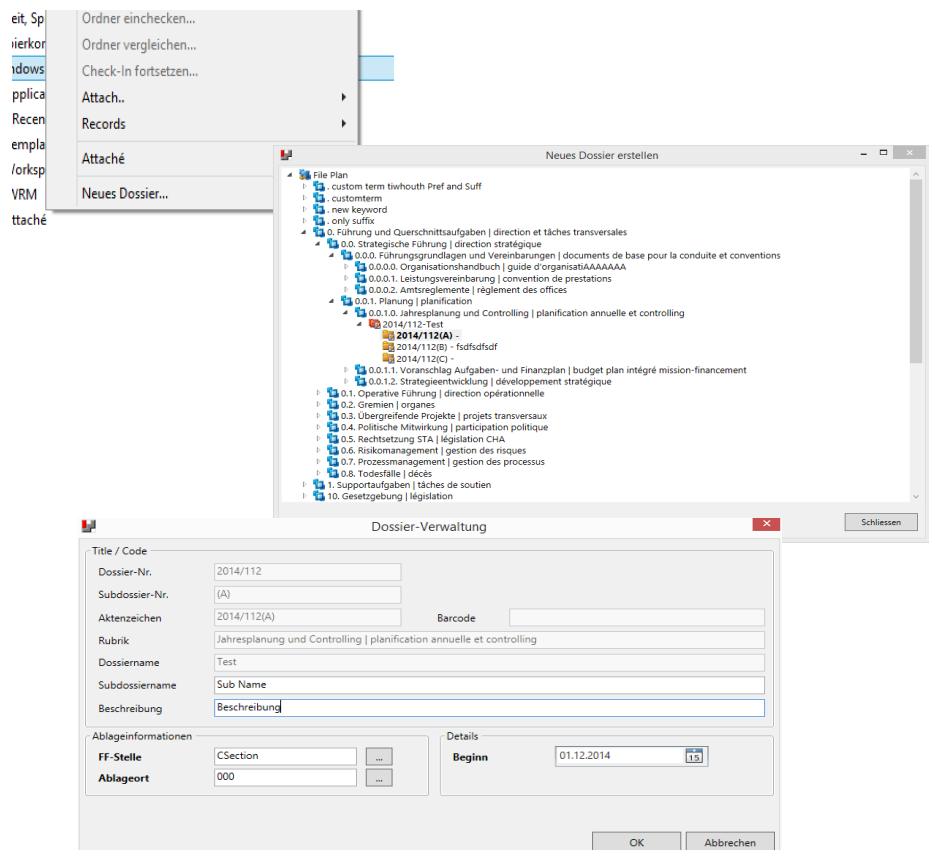 eit, Sp
Ordner einchecken...
ierkor
Ordner vergleichen...
ndows
Check-In fortsetzen...
pplica
Attach..
Recen
Records
empla
Attaché
Vorksp
VRM
Neues Dossier...
ttaché
Neues Dossier erstellen
File Plan
. custom term tiwhouth Pref and Suff
. customterm
. new keyword
. only suffix
0. Führung und Querschnittsaufgaben | direction et tâches transversales
0.0. Strategische Führung | direction stratégique
0.0.0. Führungsgrundlagen und Vereinbarungen | documents de base pour la conduite et conventions
0.0.0.0. Organisationshandbuch | guide d'organisatiAAAAAAA
0.0.0.1. Leistungsvereinbarung | convention de prestations
0.0.0.2. Amtsreglemente | règlement des offices
0.0.1. Planung | planification
0.0.1.0. Jahresplanung und Controlling | planification annuelle et controlling
2014/112-Test
2014/112(A) -
2014/112(B) - fsdfsdfsdf
2014/112(C) -
0.0.1.1. Voranschlag Aufgaben- und Finanzplan | budget plan intégré mission-financement
0.0.1.2. Strategieentwicklung | développement stratégique
0.1. Operative Führung | direction opérationnelle
0.2. Gremien | organes
0.3. Übergreifende Projekte | projets transversaux
0.4. Politische Mitwirkung | participation politique
0.5. Rechtsetzung STA | législation CHA
0.6. Risikomanagement | gestion des risques
0.7. Prozessmanagement | gestion des processus
0.8. Todesfälle | décès
1. Supportaufgaben | tâches de soutien
10. Gesetzgebung | législation
Schliessen
Dossier-Verwaltung
Title / Code
Dossier-Nr. 2014/112
Subdossier-Nr. (A)
Aktenzeichen 2014/112(A) Barcode
Rubrik Jahresplanung und Controlling | planification annuelle et controlling
Dossiername Test
Subdossiername Sub Name
Beschreibung Beschreibung
Ablageinformationen Details
FF-Stelle CSection ... Beginn 01.12.2014 15
Ablageort 000 ...
OK Abbrechen